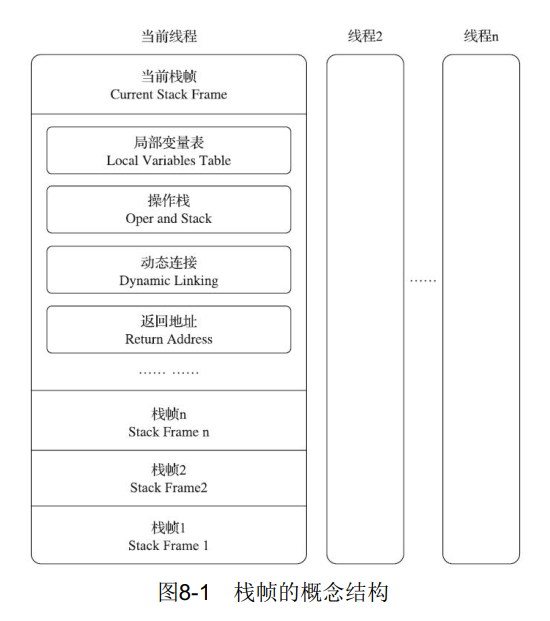 当前线程
线程2
线程n
当前栈帧
Current Stack Frame
局部变量表
Local Variables Table
操作栈
Oper and Stack
动态连接
Dynamic Linking
返回地址
Return Address
…… ……
……
栈帧n
Stack Frame n
栈帧2
Stack Frame2
栈帧1
Stack Frame 1
图8-1 栈帧的概念结构